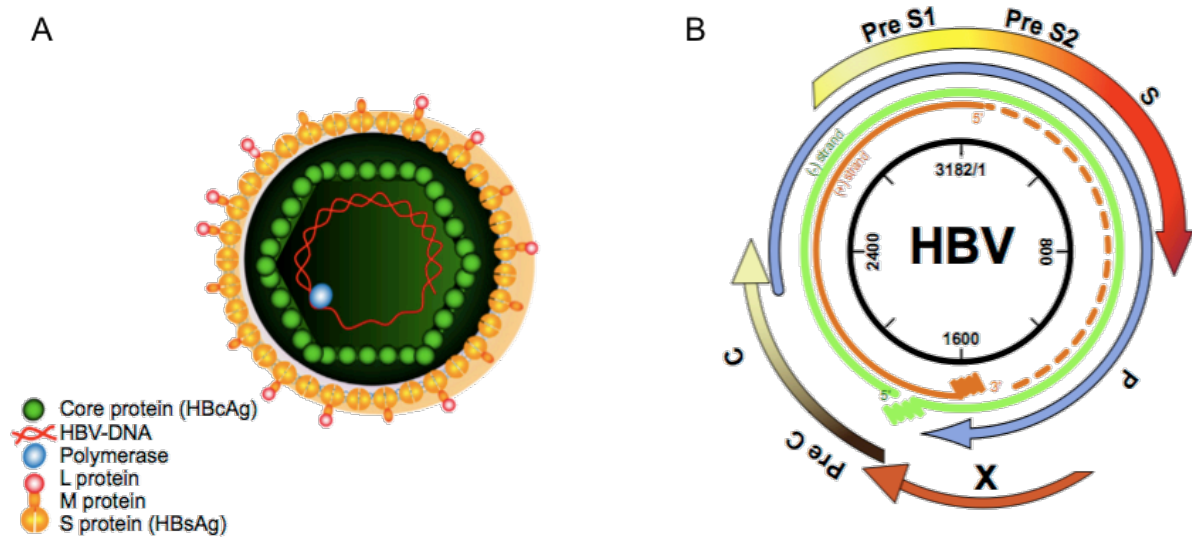 A
Core protein (HBcAg)
HBV-DNA
Polymerase
L protein
M protein
S protein (HBsAg)
B
Pre S1
Pre S2
S
5'
(-) strand
(+) strand
3182/1
HBV
2400
800
1600
3'
5'
C
P
Pre C
X